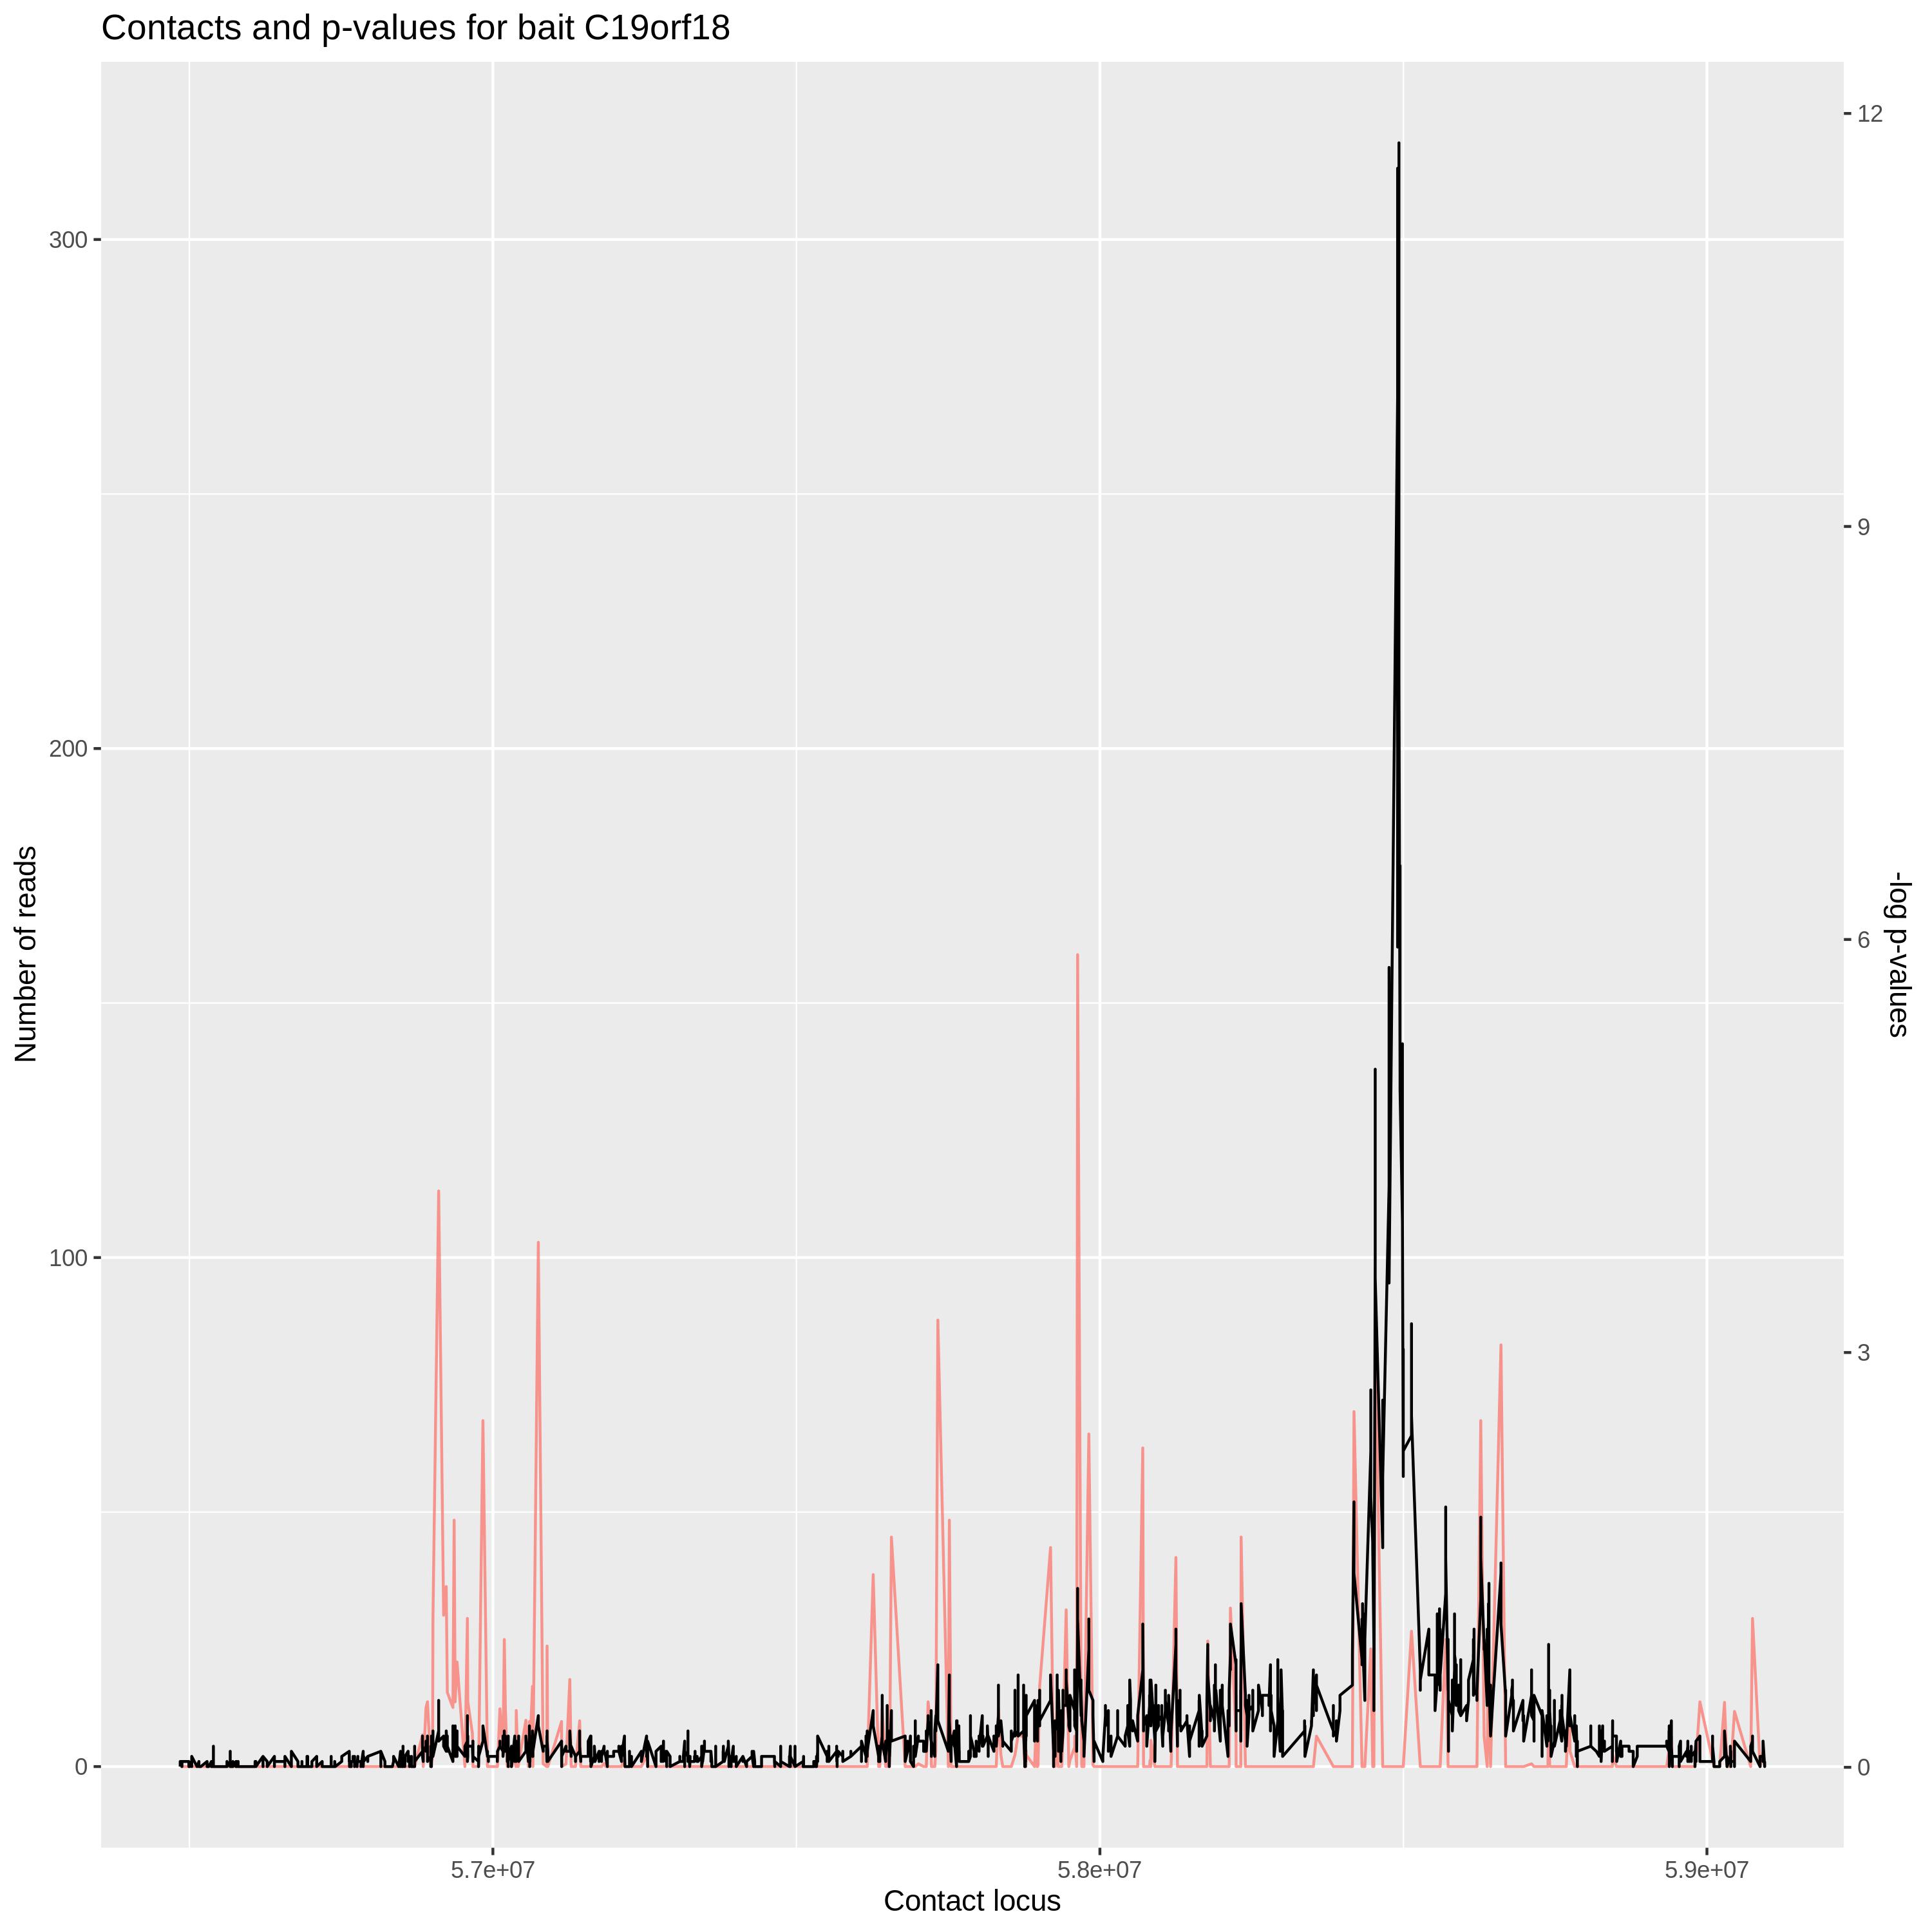 Contacts and p-values for bait C19orf18
12
300
9
200
Number of reads
6
-log p-values
100
3
0
0
5.7e+07
5.8e+07
5.9e+07
Contact locus